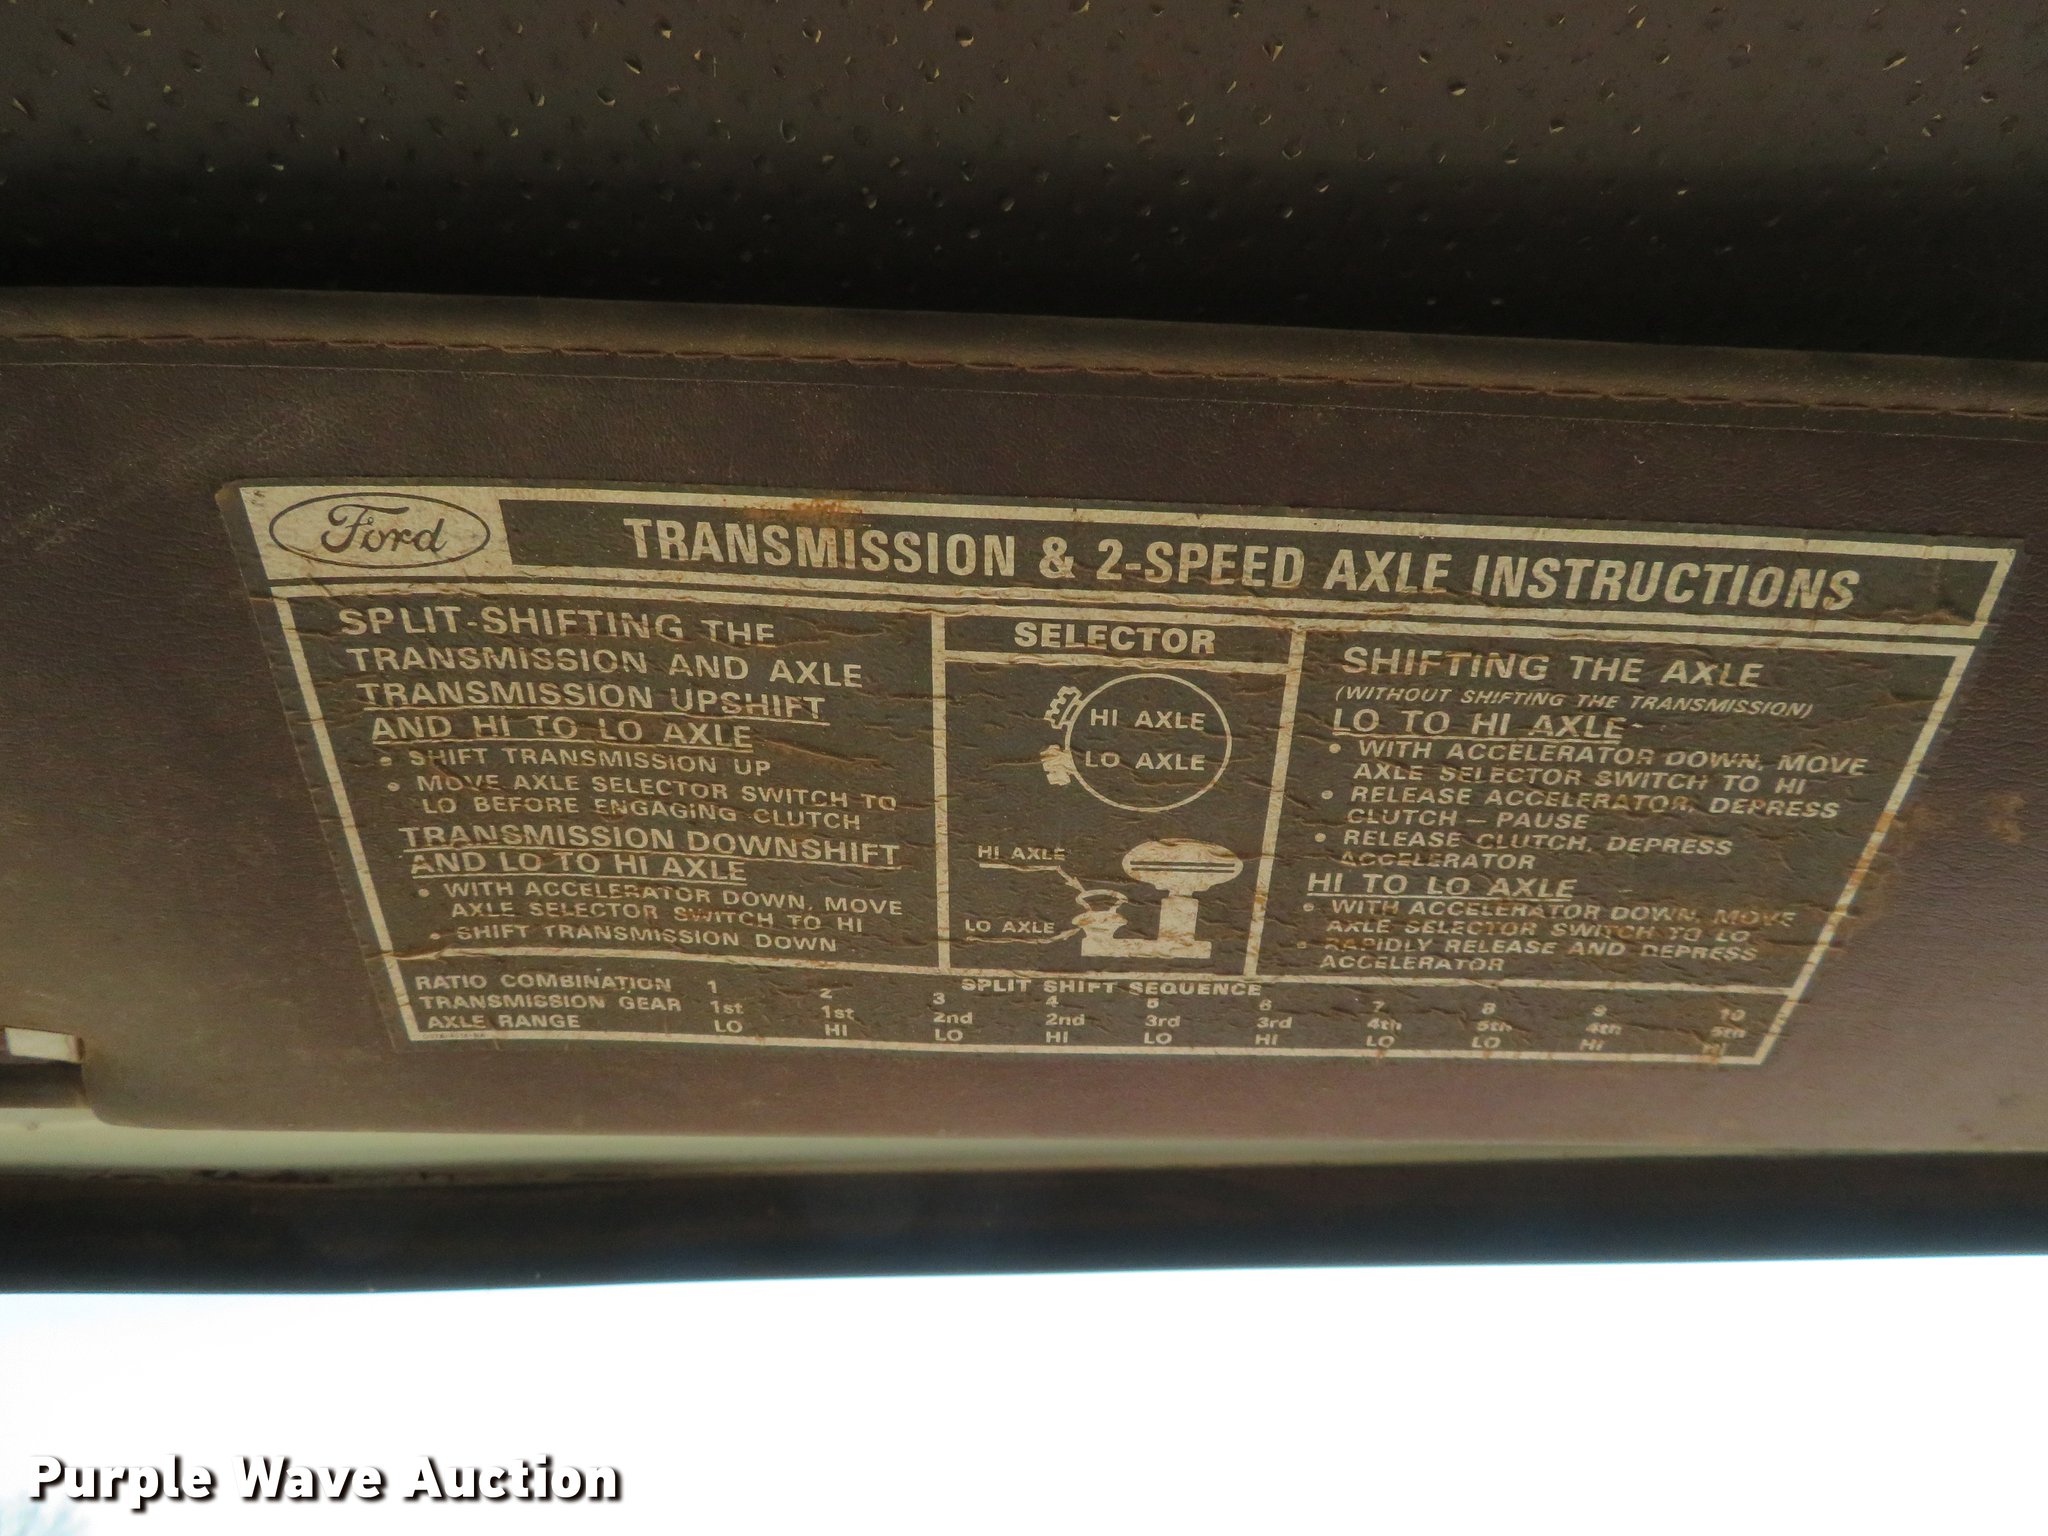 Ford
TRANSMISSION & 2-SPEED AXLE INSTRUCTIONS
SPLIT-SHIFTING THE
TRANSMISSION AND AXLE
TRANSMISSION UPSHIFT
AND HI TO LO AXLE
• SHIFT TRANSMISSION UP
• MOVE AXLE SELECTOR SWITCH TO
LO BEFORE ENGAGING CLUTCH
TRANSMISSION DOWNSHIFT
AND LO TO HI AXLE
• WITH ACCELERATOR DOWN, MOVE
AXLE SELECTOR SWITCH TO HI
• SHIFT TRANSMISSION DOWN
SELECTOR
HI AXLE
LO AXLE
HI AXLE
LO AXLE
SHIFTING THE AXLE
(WITHOUT SHIFTING THE TRANSMISSION)
LO TO HI AXLE
• WITH ACCELERATOR DOWN, MOVE
AXLE SELECTOR SWITCH TO HI
• RELEASE ACCELERATOR, DEPRESS
CLUTCH — PAUSE
• RELEASE CLUTCH, DEPRESS
ACCELERATOR
HI TO LO AXLE
• WITH ACCELERATOR DOWN, MOVE
AXLE SELECTOR SWITCH TO LO
• RAPIDLY RELEASE AND DEPRESS
ACCELERATOR
SPLIT SHIFT SEQUENCE
RATIO COMBINATION 1 2 3 4 5 6 7 8 9 10
TRANSMISSION GEAR 1st 1st 2nd 2nd 3rd 3rd 4th 5th 4th 5th
AXLE RANGE LO HI LO HI LO HI LO LO HI HI
Purple Wave Auction